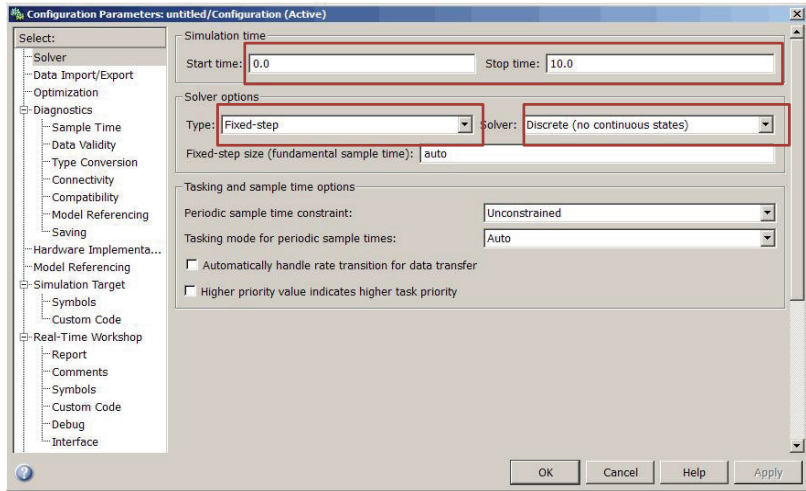 Configuration Parameters: untitled/Configuration (Active)
Select:
Solver
Data Import/Export
Optimization
Diagnostics
Sample Time
Data Validity
Type Conversion
Connectivity
Compatibility
Model Referencing
Saving
Hardware Implementa...
Model Referencing
Simulation Target
Symbols
Custom Code
Real-Time Workshop
Report
Comments
Symbols
Custom Code
Debug
Interface
Simulation time
Start time: 0.0 Stop time: 10.0
Solver options
Type: Fixed-step Solver: Discrete (no continuous states)
Fixed-step size (fundamental sample time): auto
Tasking and sample time options
Periodic sample time constraint: Unconstrained
Tasking mode for periodic sample times: Auto
Automatically handle rate transition for data transfer
Higher priority value indicates higher task priority
OK Cancel Help Apply